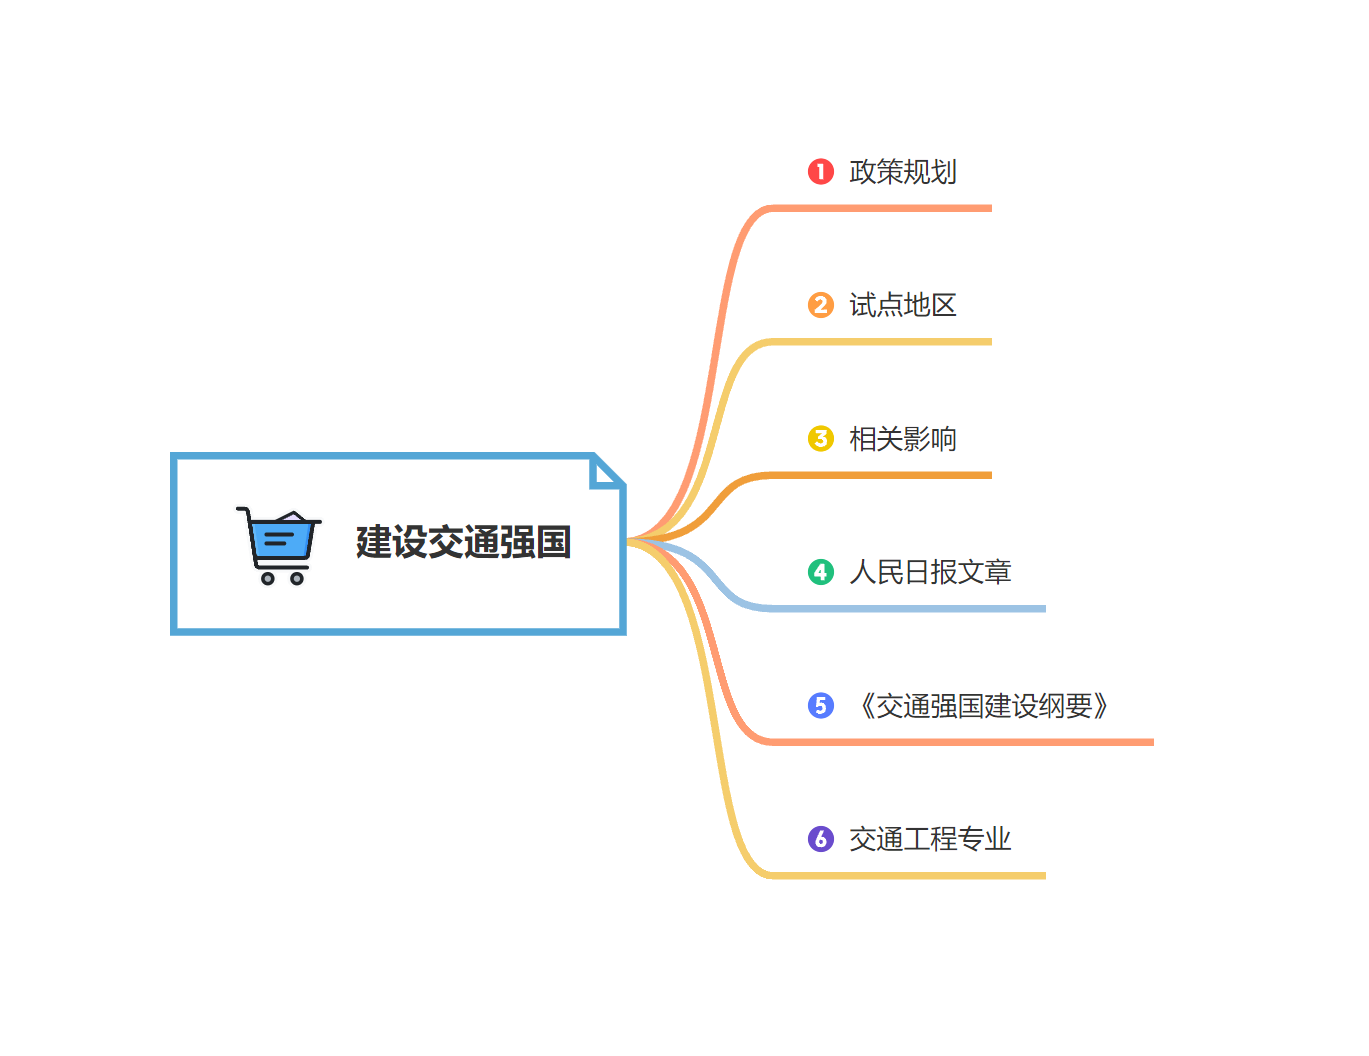 建设交通强国
1 政策规划
2 试点地区
3 相关影响
4 人民日报文章
5 《交通强国建设纲要》
6 交通工程专业